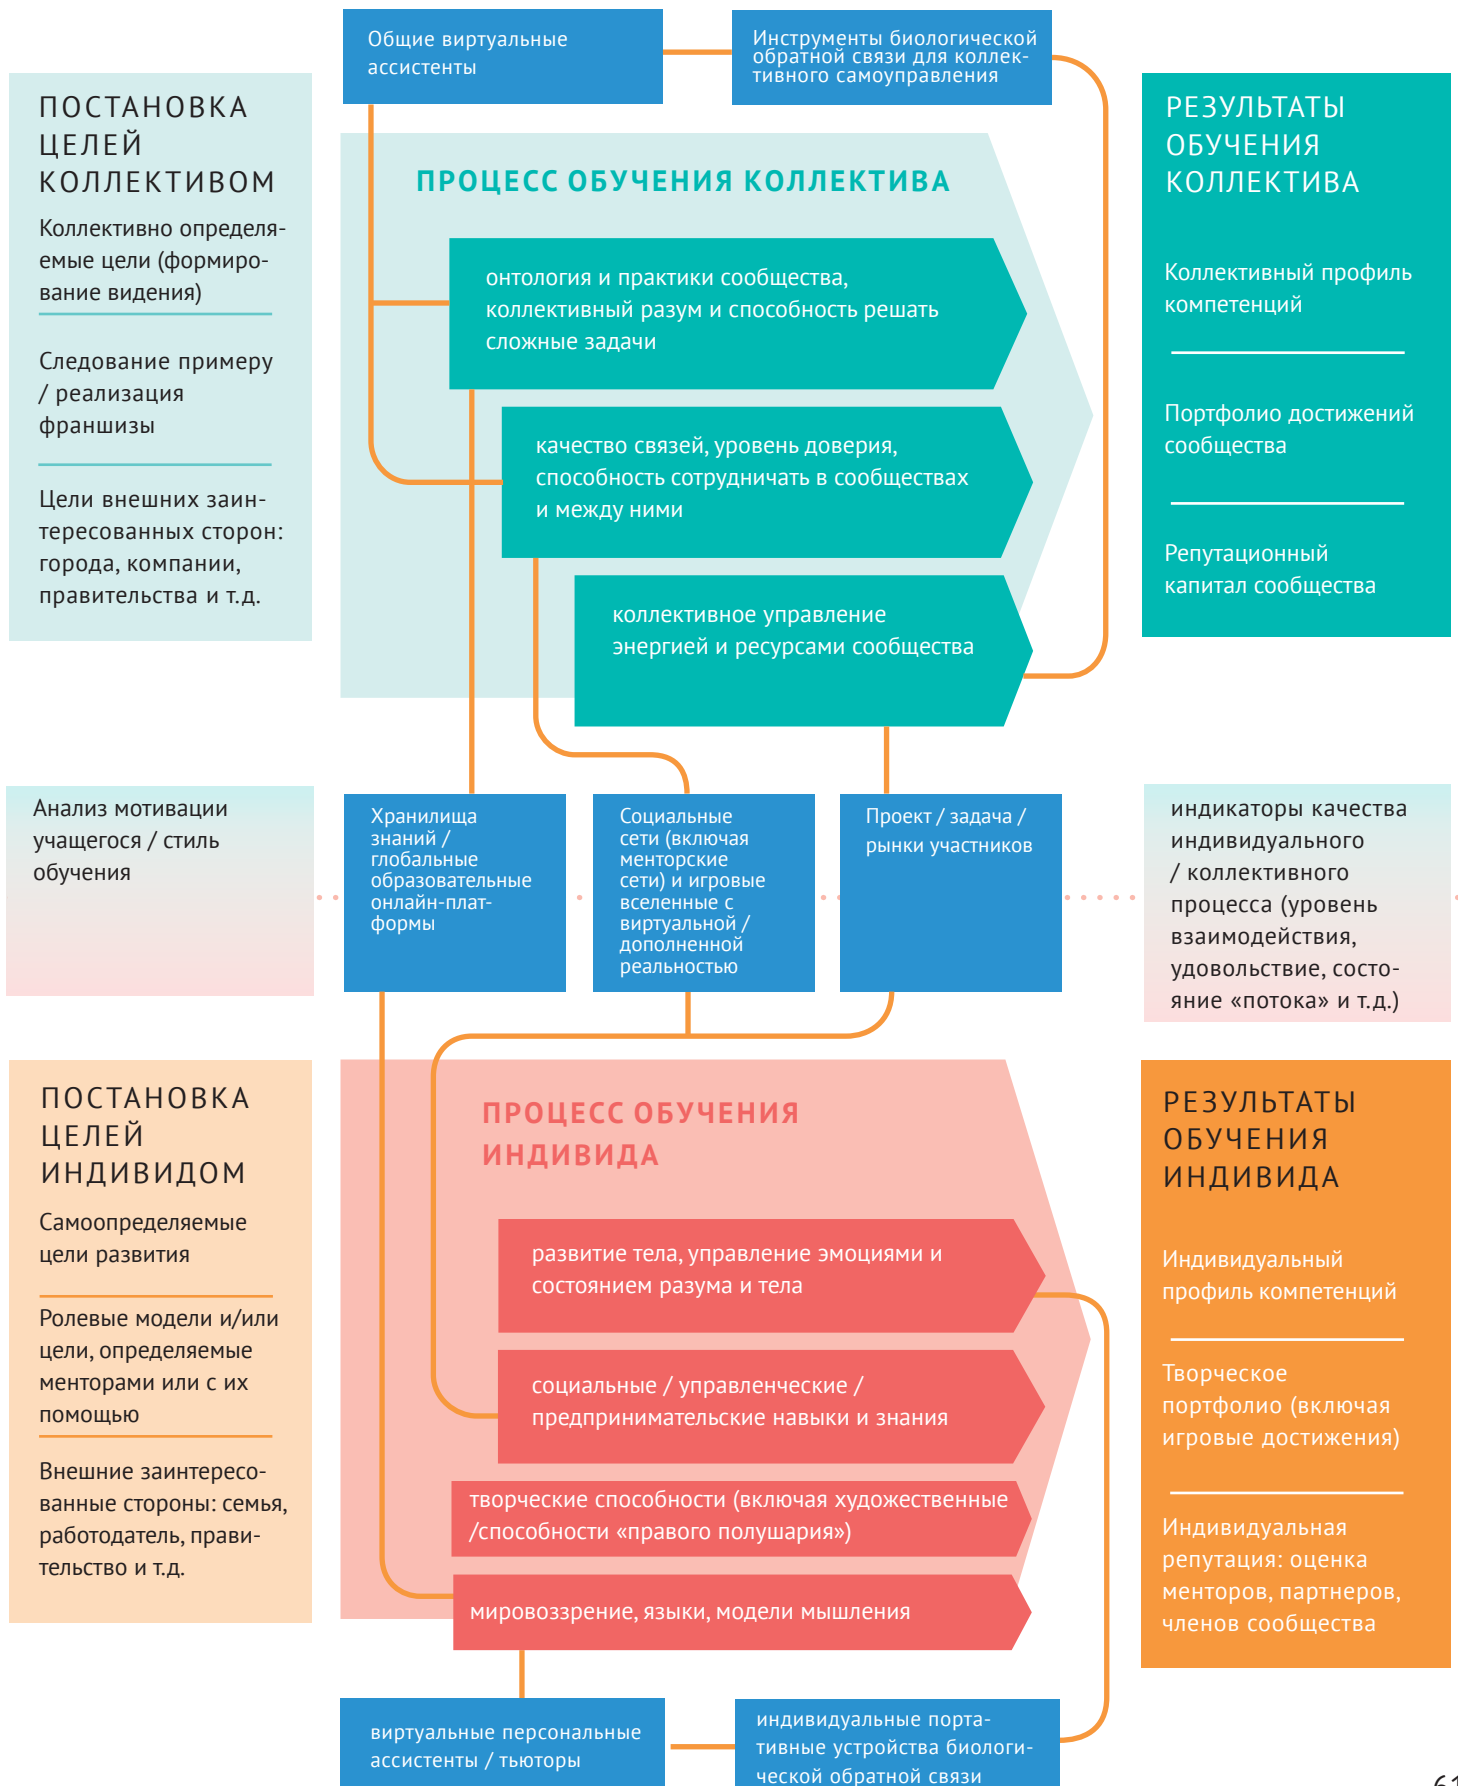 Общие виртуальные
ассистенты
Инструменты биологической
обратной связи для коллек-
тивного самоуправления
ПОСТАНОВКА
ЦЕЛЕЙ
КОЛЛЕКТИВОМ
Коллективно определя-
емые цели (формиро-
вание видения)
Следование примеру
/ реализация
франшизы
Цели внешних заин-
тересованных сторон:
города, компании,
правительства и т.д.
ПРОЦЕСС ОБУЧЕНИЯ КОЛЛЕКТИВА
онтология и практики сообщества,
коллективный разум и способность решать
сложные задачи
качество связей, уровень доверия,
способность сотрудничать в сообществах
и между ними
коллективное управление
энергией и ресурсами сообщества
РЕЗУЛЬТАТЫ
ОБУЧЕНИЯ
КОЛЛЕКТИВА
Коллективный профиль
компетенций
Портфолио достижений
сообщества
Репутационный
капитал сообщества
Анализ мотивации
учащегося / стиль
обучения
Хранилища
знаний /
глобальные
образовательные
онлайн-плат-
формы
Социальные
сети (включая
менторские
сети) и игровые
вселенные с
виртуальной /
дополненной
реальностью
Проект / задача /
рынки участников
индикаторы качества
индивидуального
/ коллективного
процесса (уровень
взаимодействия,
удовольствие, состо-
яние «потока» и т.д.)
ПОСТАНОВКА
ЦЕЛЕЙ
ИНДИВИДОМ
Самоопределяемые
цели развития
Ролевые модели и/или
цели, определяемые
менторами или с их
помощью
Внешние заинтересо-
ванные стороны: семья,
работодатель, прави-
тельство и т.д.
ПРОЦЕСС ОБУЧЕНИЯ
ИНДИВИДА
развитие тела, управление эмоциями и
состоянием разума и тела
социальные / управленческие /
предпринимательские навыки и знания
творческие способности (включая художественные
/способности «правого полушария»)
мировоззрение, языки, модели мышления
РЕЗУЛЬТАТЫ
ОБУЧЕНИЯ
ИНДИВИДА
Индивидуальный
профиль компетенций
Творческое
портфолио (включая
игровые достижения)
Индивидуальная
репутация: оценка
менторов, партнеров,
членов сообщества
виртуальные персональные
ассистенты / тьюторы
индивидуальные порта-
тивные устройства биологи-
ческой обратной связи
61